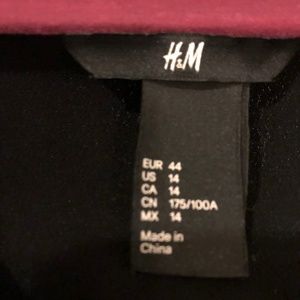 H&M
EUR 44
US 14
CA 14
CN 175/100A
MX 14
Made in
China